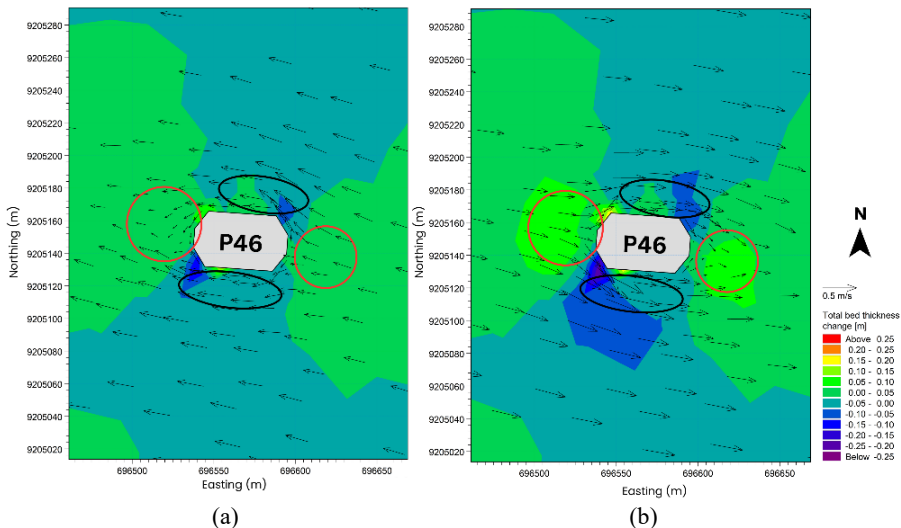 9205280
9205260
9205240
9205220
9205200
9205180
9205160
9205140
9205120
9205100
9205080
9205060
9205040
9205020
Northing (m)
P46
696500
696550
696600
696650
Easting (m)
(a)
9205280
9205260
9205240
9205220
9205200
9205180
9205160
9205140
9205120
9205100
9205080
9205060
9205040
9205020
Northing (m)
P46
696500
696550
696600
696650
Easting (m)
(b)
N
0.5 m/s
Total bed thickness
change [m]
Above 0.25
0.20 - 0.25
0.15 - 0.20
0.10 - 0.15
0.05 - 0.10
0.00 - 0.05
-0.05 - 0.00
-0.10 - -0.05
-0.15 - -0.10
-0.20 - -0.15
-0.25 - -0.20
Below -0.25